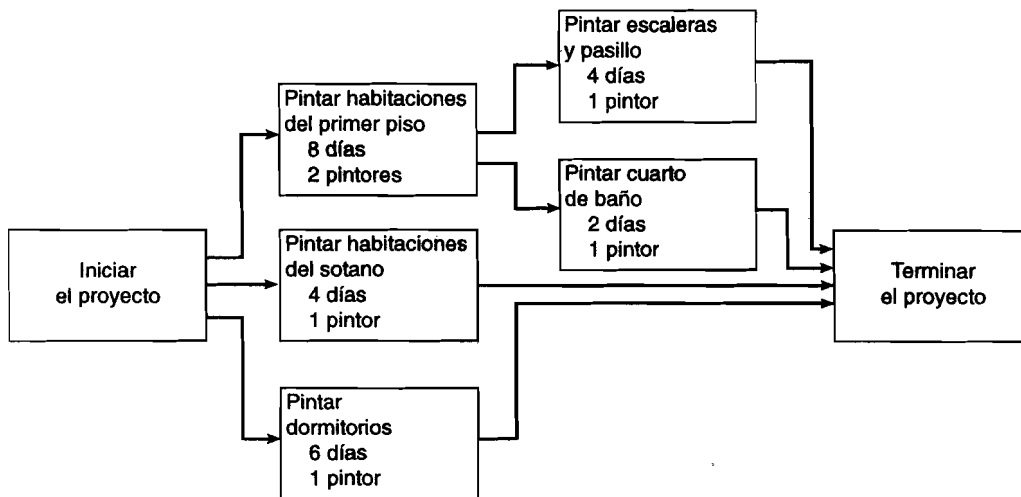 Pintar escaleras
y pasillo
4 días
1 pintor
Pintar habitaciones
del primer piso
8 días
2 pintores
Pintar cuarto
de baño
2 días
1 pintor
Iniciar
el proyecto
Pintar habitaciones
del sotano
4 días
1 pintor
Terminar
el proyecto
Pintar
dormitorios
6 días
1 pintor